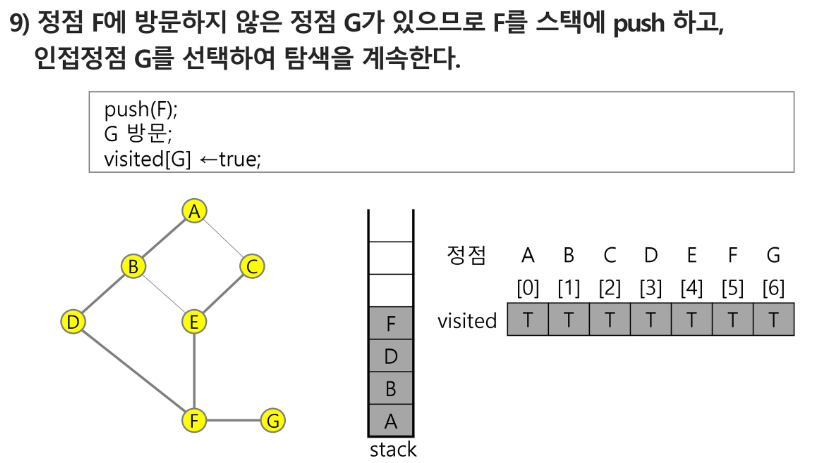 9) 정점 F에 방문하지 않은 정점 G가 있으므로 F를 스택에 push 하고,
인접정점 G를 선택하여 탐색을 계속한다.
push(F);
G 방문;
visited[G] ←true;
A
B
C
D
E
F
G
F
D
B
A
stack
정점 A B C D E F G
[0] [1] [2] [3] [4] [5] [6]
visited T T T T T T T